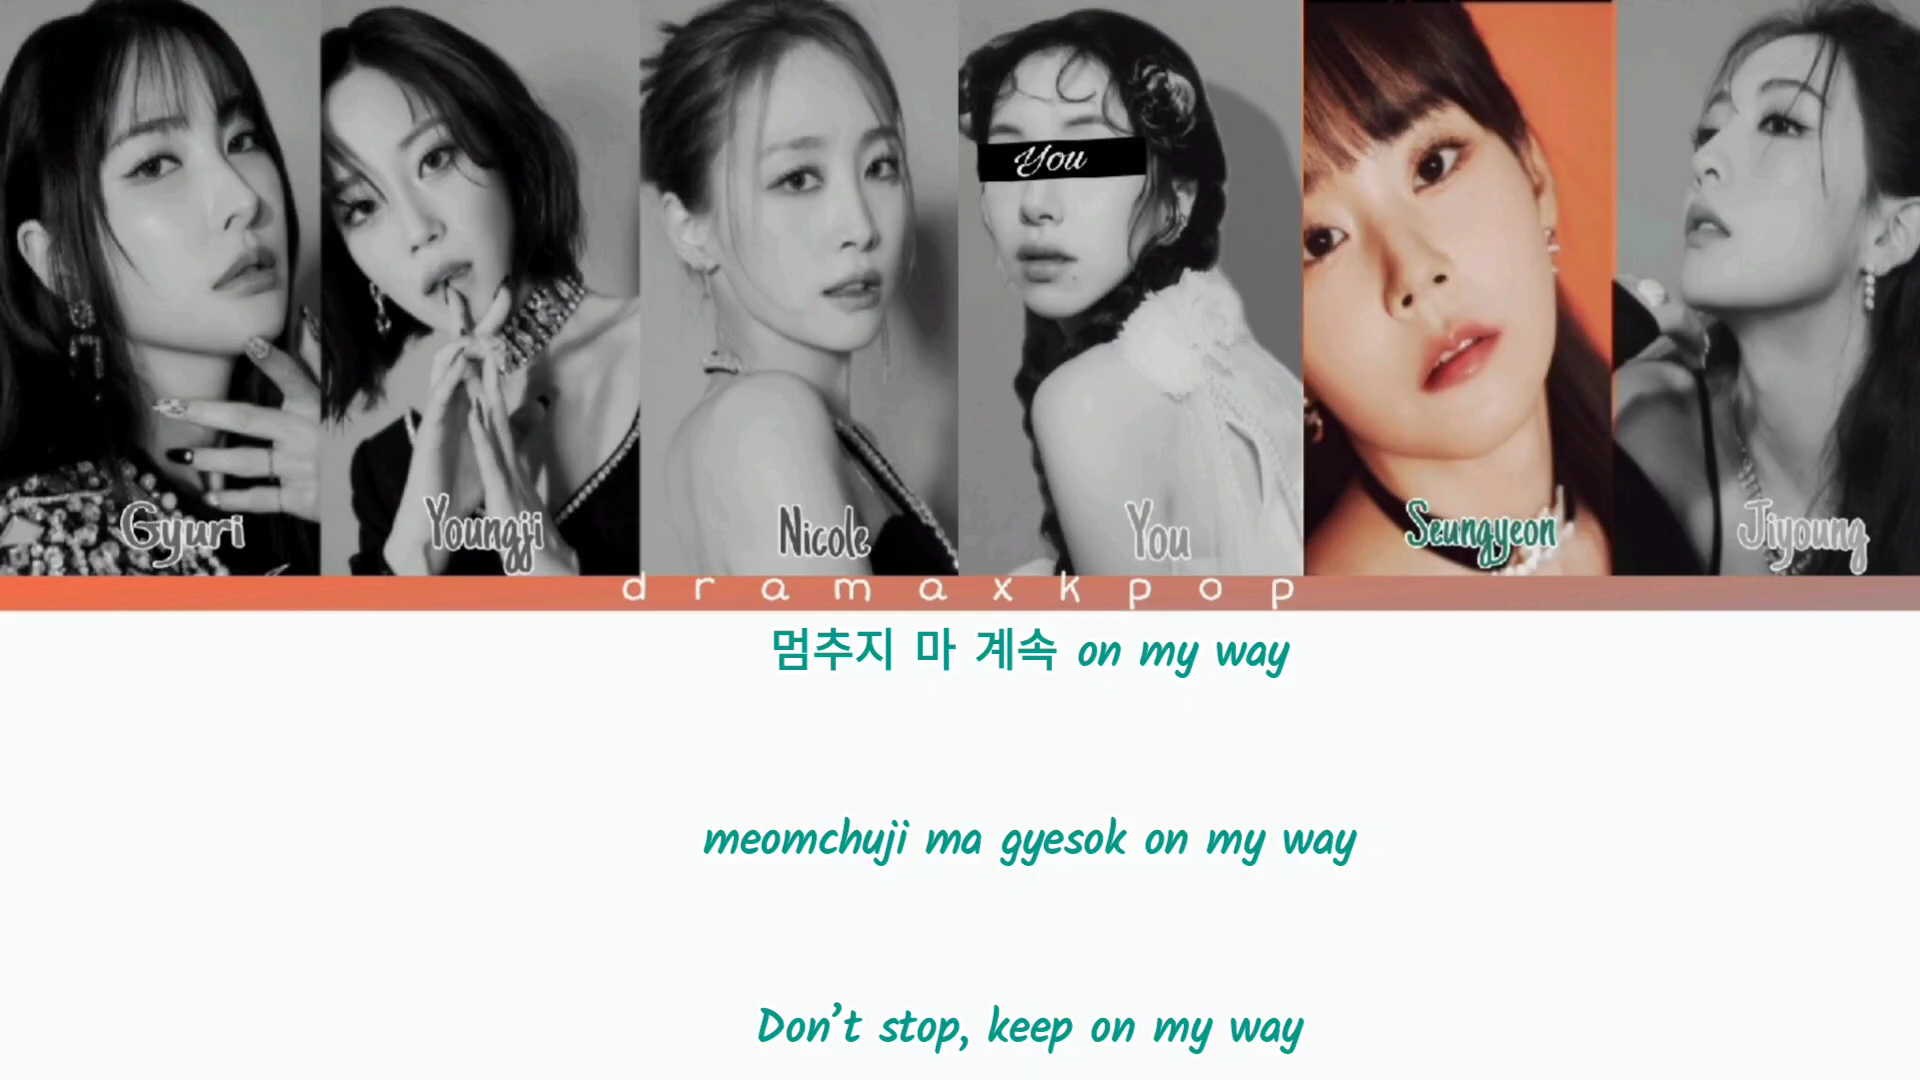 You
Gyuri
Youngji
Nicole
You
Seungyeon
Jiyoung
dramaxkpop
멈추지 마 계속 on my way
meomchuji ma gyesok on my way
Don't stop, keep on my way